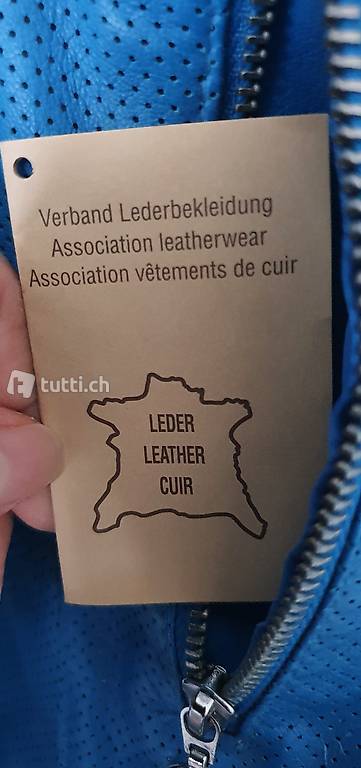 Verband Lederbekleidung
Association leatherwear
Association vêtements de cuir
tutti.ch
LEDER
LEATHER
CUIR